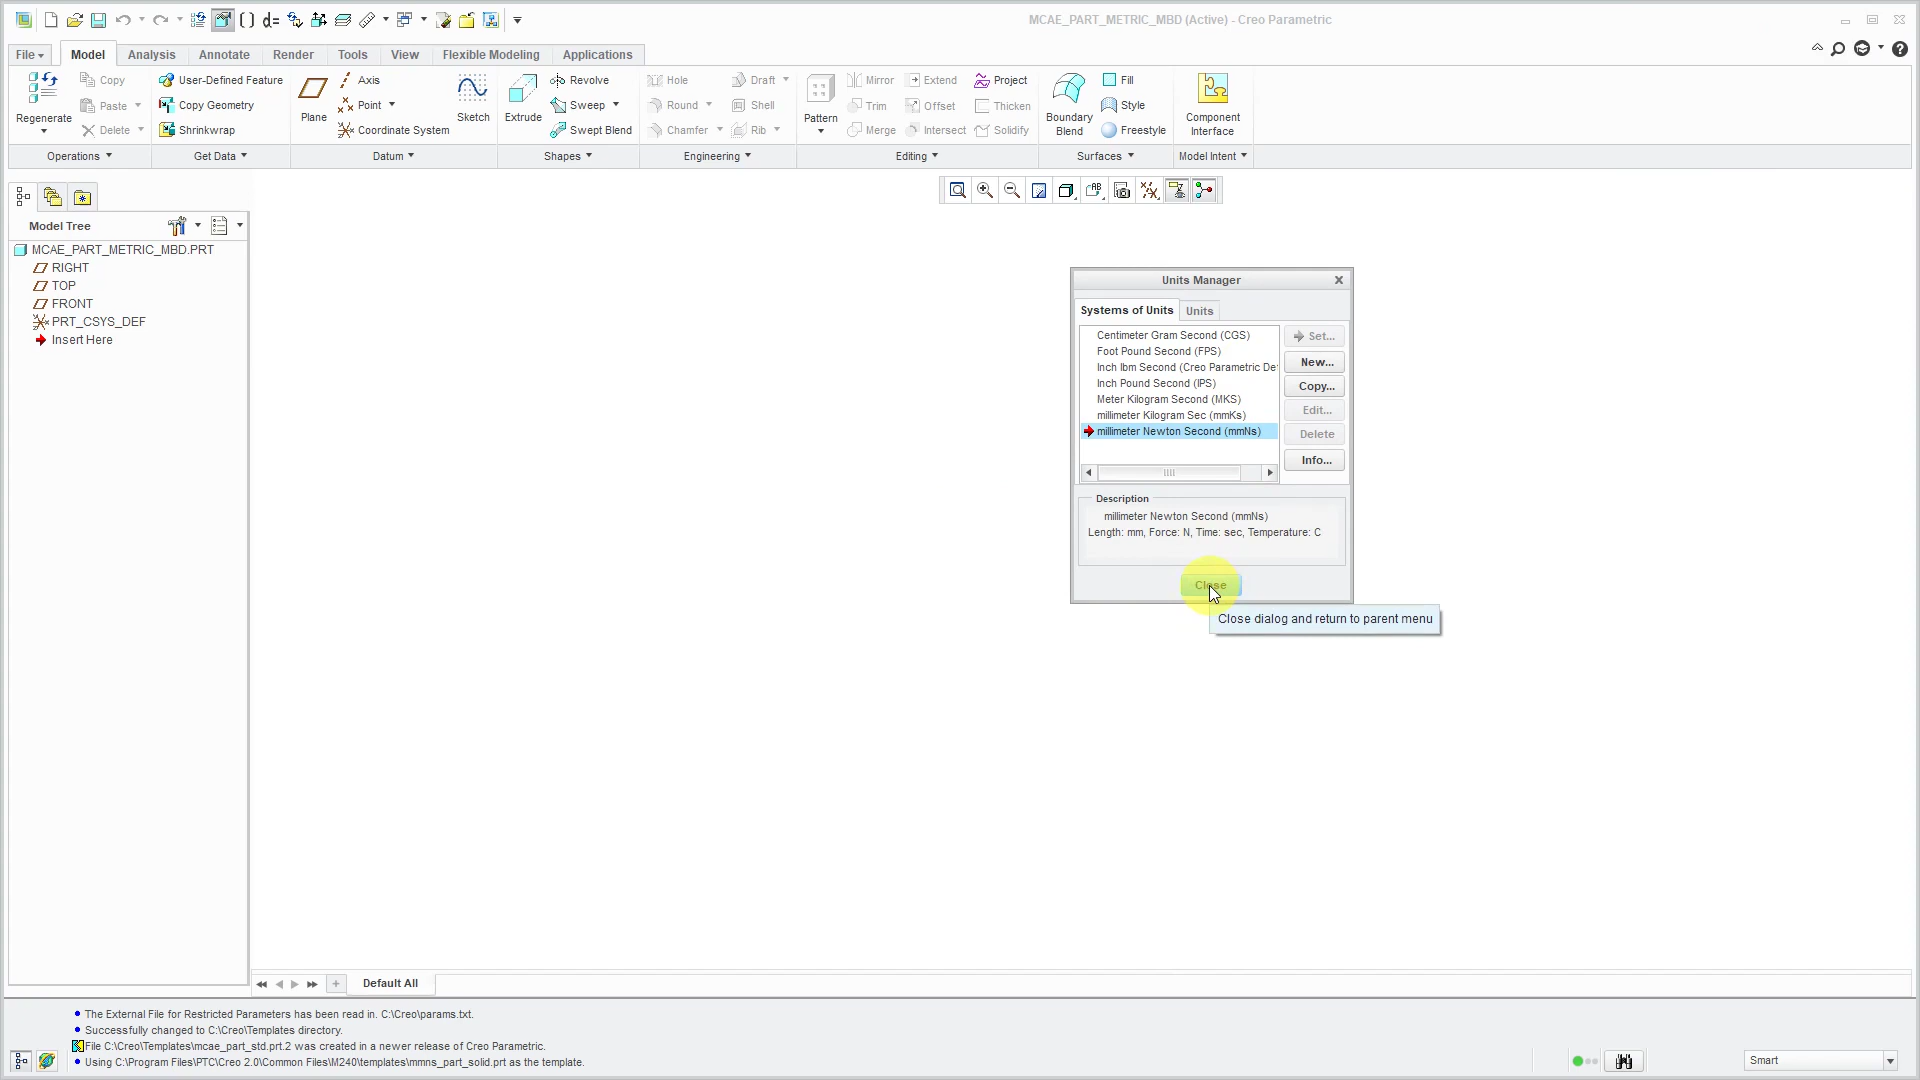 MCAE_PART_METRIC_MBD (Active) - Creo Parametric
File Model Analysis Annotate Render Tools View Flexible Modeling Applications
Regenerate
Copy
Paste
Delete
User-Defined Feature
Copy Geometry
Shrinkwrap
Plane
Axis
Point
Coordinate System
Sketch
Extrude
Revolve
Sweep
Swept Blend
Hole
Round
Chamfer
Draft
Shell
Rib
Pattern
Mirror
Trim
Merge
Extend
Offset
Intersect
Project
Thicken
Solidify
Boundary
Blend
Fill
Style
Freestyle
Component
Interface
Operations Get Data Datum Shapes Engineering Editing Surfaces Model Intent
Model Tree
MCAE_PART_METRIC_MBD.PRT
RIGHT
TOP
FRONT
PRT_CSYS_DEF
Insert Here
Units Manager
Systems of Units Units
Centimeter Gram Second (CGS)
Foot Pound Second (FPS)
Inch lbm Second (Creo Parametric De
Inch Pound Second (IPS)
Meter Kilogram Second (MKS)
millimeter Kilogram Sec (mmKs)
millimeter Newton Second (mmNs)
Set...
New...
Copy...
Edit...
Delete
Info...
Description
millimeter Newton Second (mmNs)
Length: mm, Force: N, Time: sec, Temperature: C
Close
Close dialog and return to parent menu
Default All
The External File for Restricted Parameters has been read in. C:\Creo\params.txt.
Successfully changed to C:\Creo\Templates directory.
File C:\Creo\Templates\mcae_part_std.prt.2 was created in a newer release of Creo Parametric.
Using C:\Program Files\PTC\Creo 2.0\Common Files\M240\templates\mmns_part_solid.prt as the template.
Smart